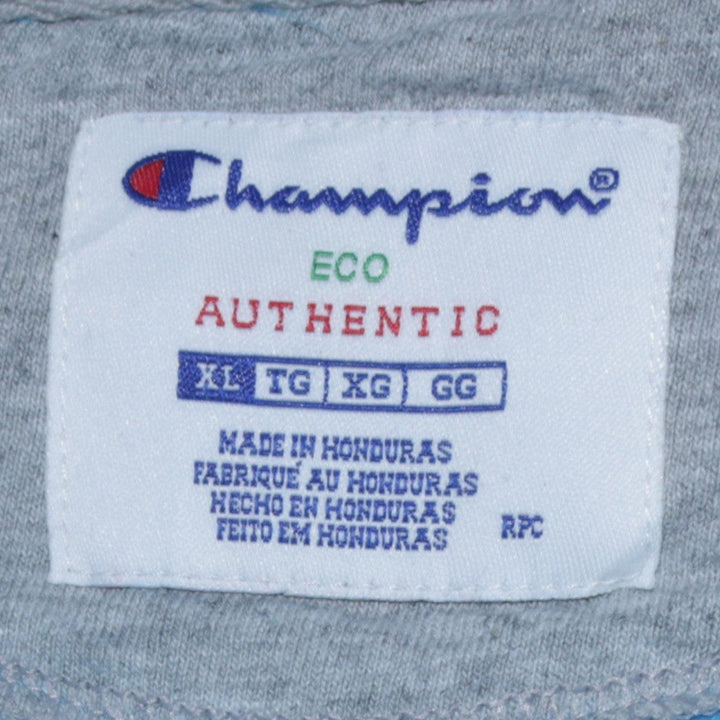 Champion®
ECO
AUTHENTIC
XL TG XG GG
MADE IN HONDURAS
FABRIQUÉ AU HONDURAS
HECHO EN HONDURAS
FEITO EM HONDURAS
RPC